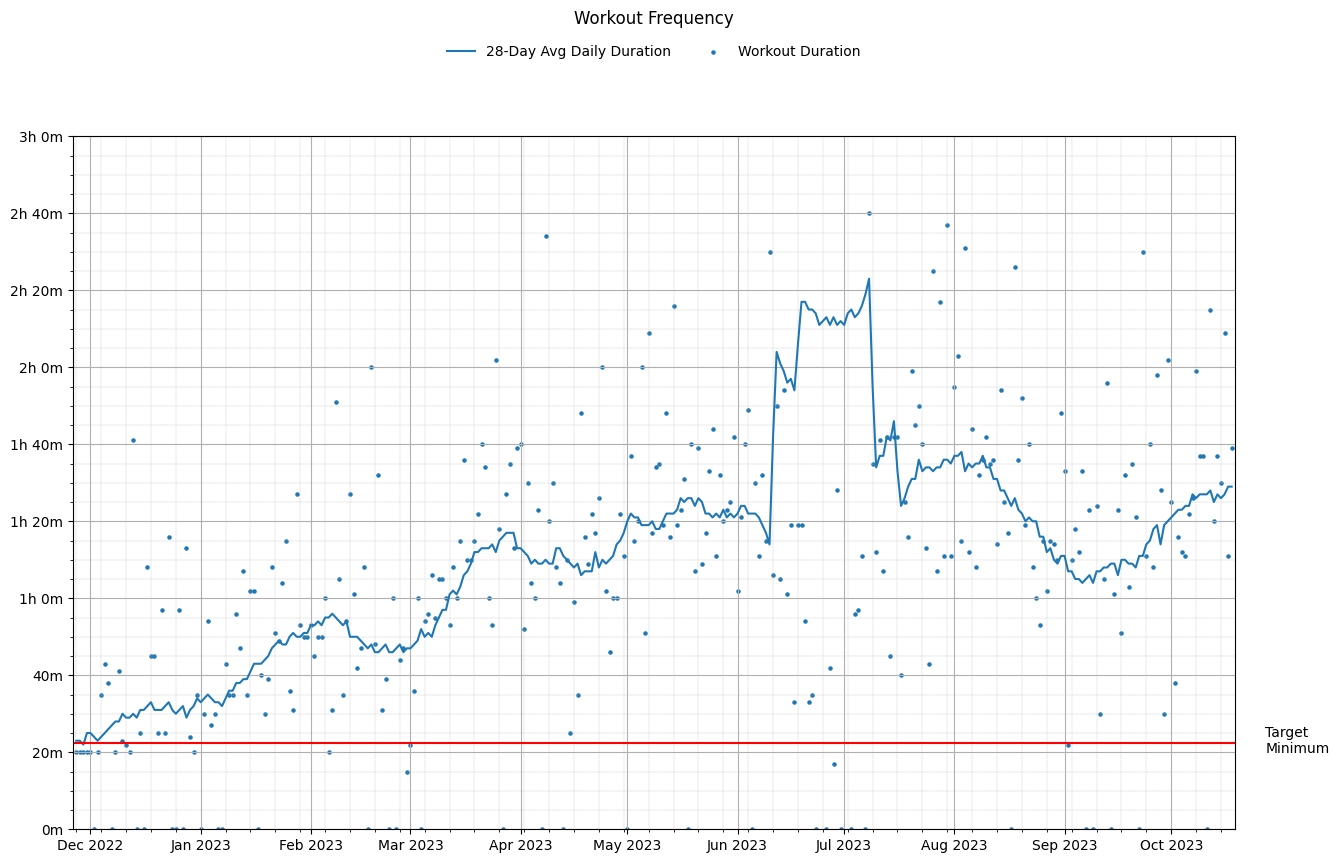 Workout Frequency
28-Day Avg Daily Duration
Workout Duration
3h 0m
2h 40m
2h 20m
2h 0m
1h 40m
1h 20m
1h 0m
40m
20m
0m
Target
Minimum
Dec 2022
Jan 2023
Feb 2023
Mar 2023
Apr 2023
May 2023
Jun 2023
Jul 2023
Aug 2023
Sep 2023
Oct 2023